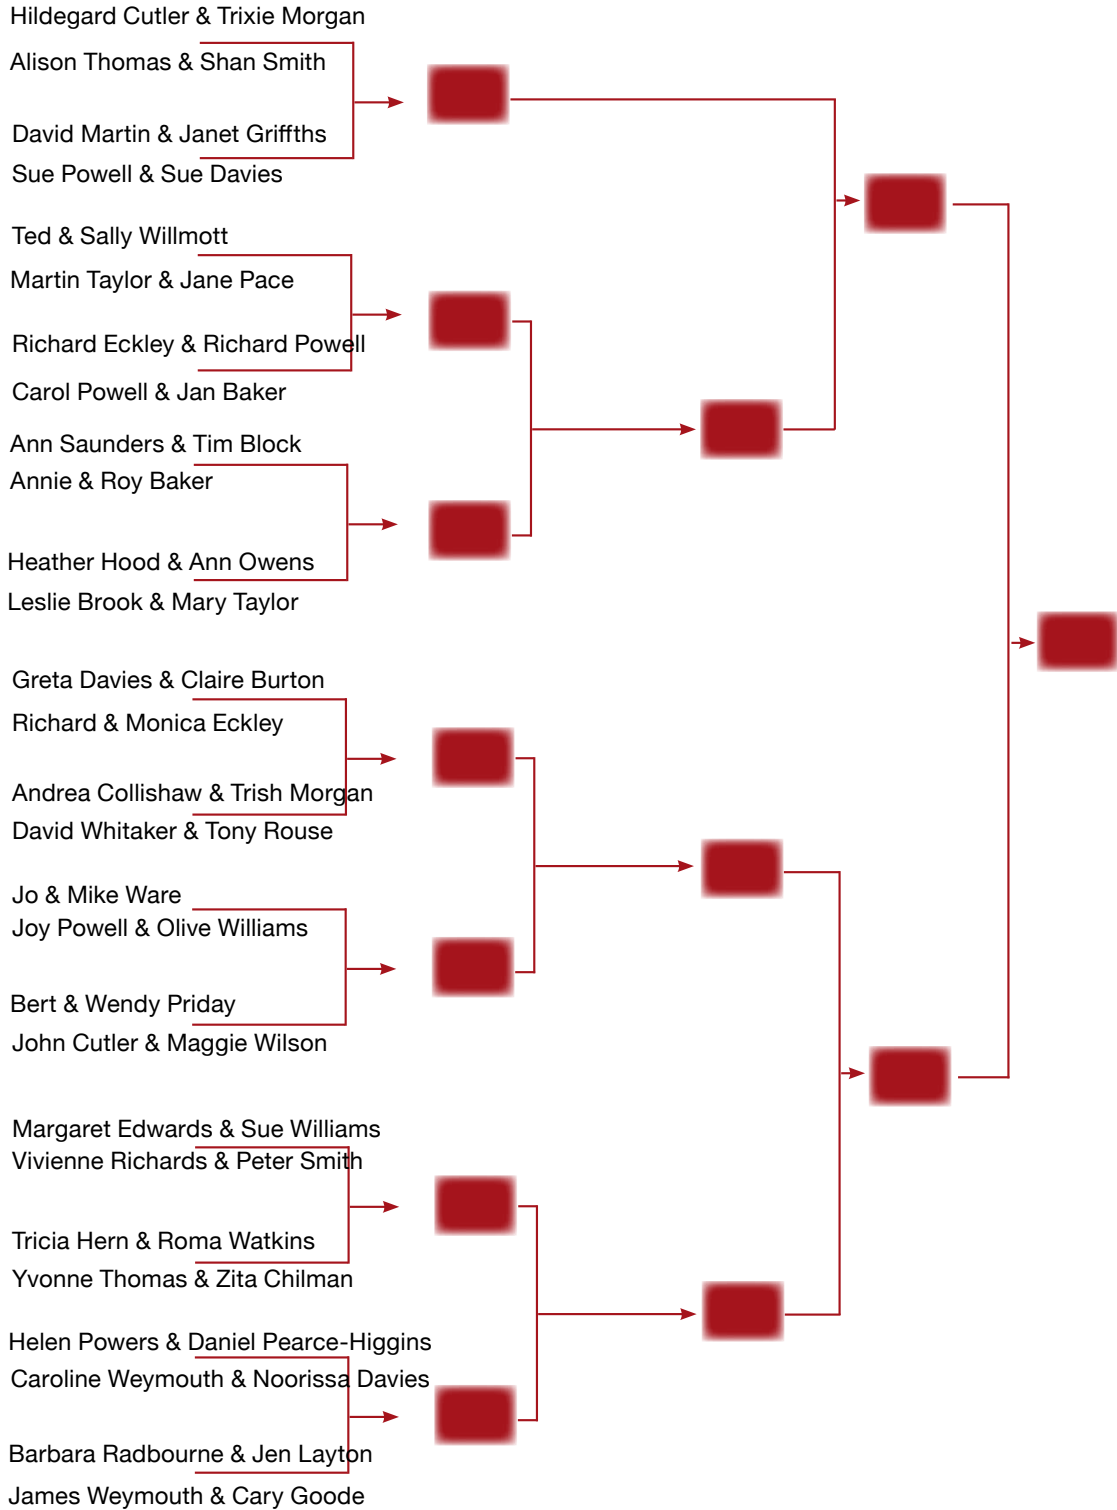 Hildegard Cutler & Trixie Morgan
Alison Thomas & Shan Smith
David Martin & Janet Griffths
Sue Powell & Sue Davies
Ted & Sally Willmott
Martin Taylor & Jane Pace
Richard Eckley & Richard Powell
Carol Powell & Jan Baker
Ann Saunders & Tim Block
Annie & Roy Baker
Heather Hood & Ann Owens
Leslie Brook & Mary Taylor
Greta Davies & Claire Burton
Richard & Monica Eckley
Andrea Collishaw & Trish Morgan
David Whitaker & Tony Rouse
Jo & Mike Ware
Joy Powell & Olive Williams
Bert & Wendy Priday
John Cutler & Maggie Wilson
Margaret Edwards & Sue Williams
Vivienne Richards & Peter Smith
Tricia Hern & Roma Watkins
Yvonne Thomas & Zita Chilman
Helen Powers & Daniel Pearce-Higgins
Caroline Weymouth & Noorissa Davies
Barbara Radbourne & Jen Layton
James Weymouth & Cary Goode